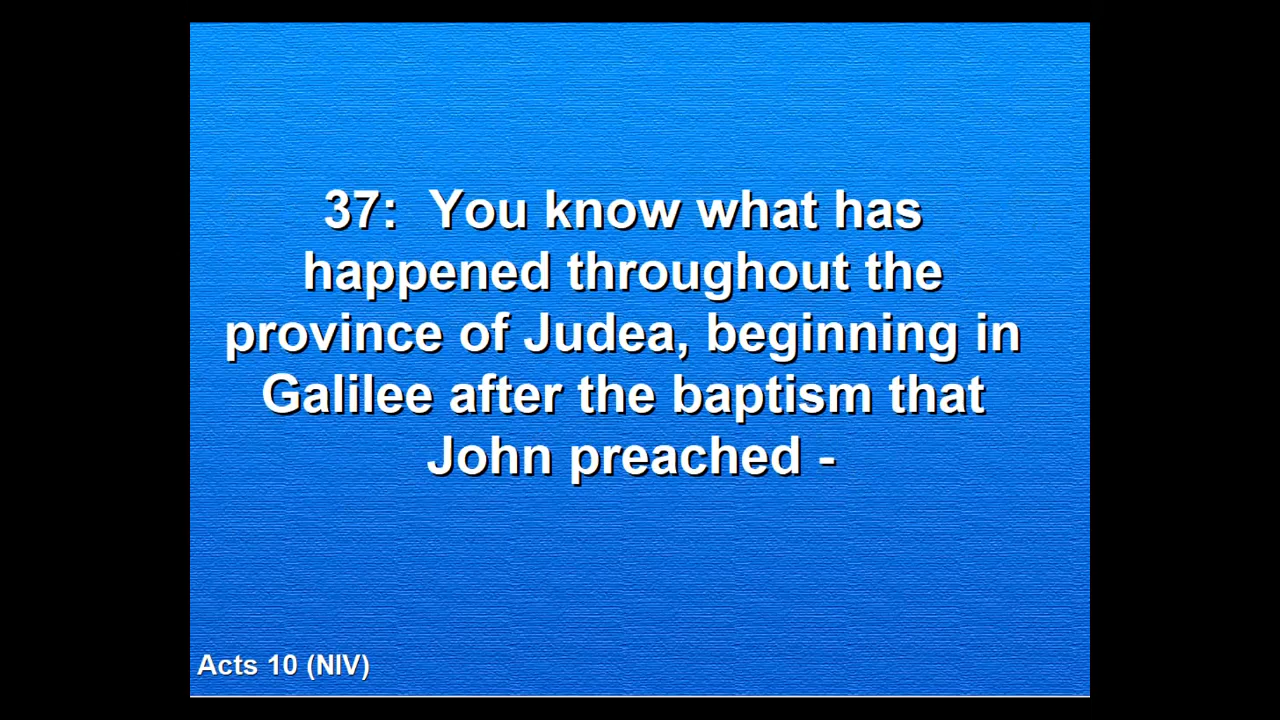 37:  You know what has
happened throughout the
province of Judea, beginning in
Galilee after the baptism that
John preached -
Acts 10 (NIV)